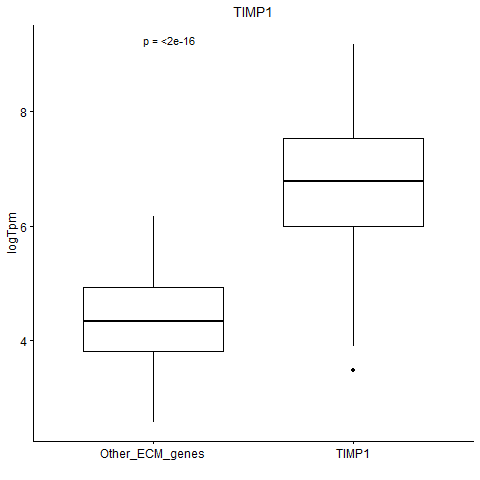 TIMP1
p = <2e-16
8
6
4
logTpm
Other_ECM_genes
TIMP1